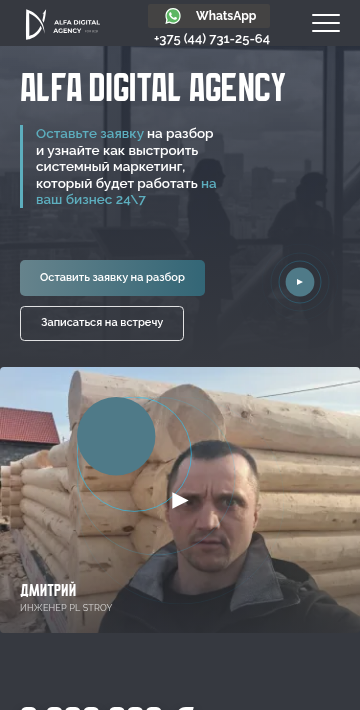 WhatsApp
ALFA DIGITAL
AGENCY
+375 (44) 731-25-64
ALFA DIGITAL AGENCY
Оставьте заявку на разбор
и узнайте как выстроить
системный маркетинг,
который будет работать на
ваш бизнес 24\7
Оставить заявку на разбор
Записаться на встречу
ДМИТРИЙ
ИНЖЕНЕР PL STROY